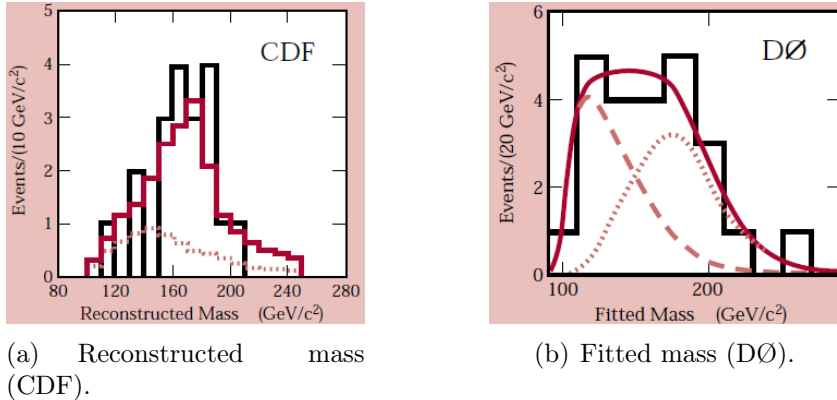 5
4
3
2
1
0
80 120 160 200 240 280
CDF
Events/(10 GeV/c²)
Reconstructed Mass (GeV/c²)
6
4
2
0
100 200
DØ
Events/(20 GeV/c²)
Fitted Mass (GeV/c²)
(a) Reconstructed mass
(CDF).
(b) Fitted mass (DØ).